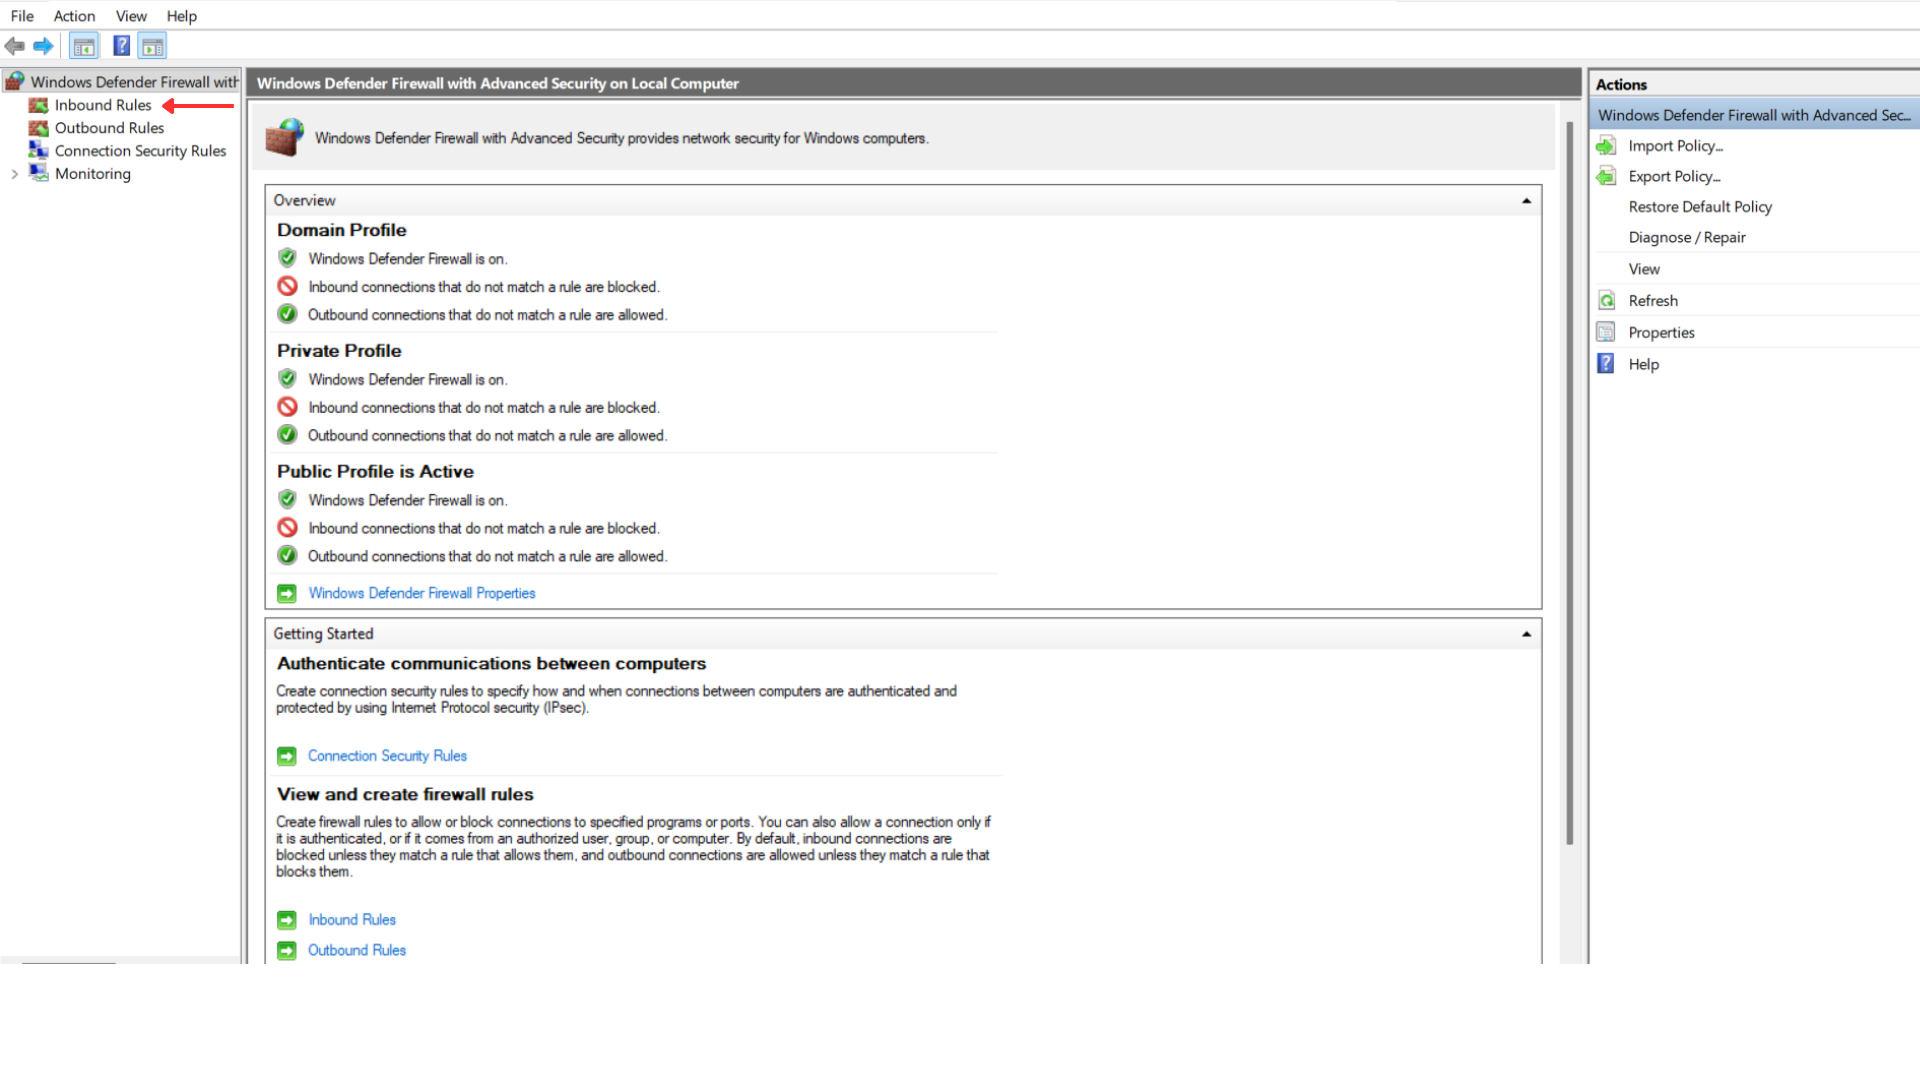 File Action View Help
Windows Defender Firewall with
Inbound Rules
Outbound Rules
Connection Security Rules
Monitoring
Windows Defender Firewall with Advanced Security on Local Computer
Windows Defender Firewall with Advanced Security provides network security for Windows computers.
Overview
Domain Profile
Windows Defender Firewall is on.
Inbound connections that do not match a rule are blocked.
Outbound connections that do not match a rule are allowed.
Private Profile
Windows Defender Firewall is on.
Inbound connections that do not match a rule are blocked.
Outbound connections that do not match a rule are allowed.
Public Profile is Active
Windows Defender Firewall is on.
Inbound connections that do not match a rule are blocked.
Outbound connections that do not match a rule are allowed.
Windows Defender Firewall Properties
Getting Started
Authenticate communications between computers
Create connection security rules to specify how and when connections between computers are authenticated and
protected by using Internet Protocol security (IPsec).
Connection Security Rules
View and create firewall rules
Create firewall rules to allow or block connections to specified programs or ports. You can also allow a connection only if
it is authenticated, or if it comes from an authorized user, group, or computer. By default, inbound connections are
blocked unless they match a rule that allows them, and outbound connections are allowed unless they match a rule that
blocks them.
Inbound Rules
Outbound Rules
Actions
Windows Defender Firewall with Advanced Sec...
Import Policy...
Export Policy...
Restore Default Policy
Diagnose / Repair
View
Refresh
Properties
Help